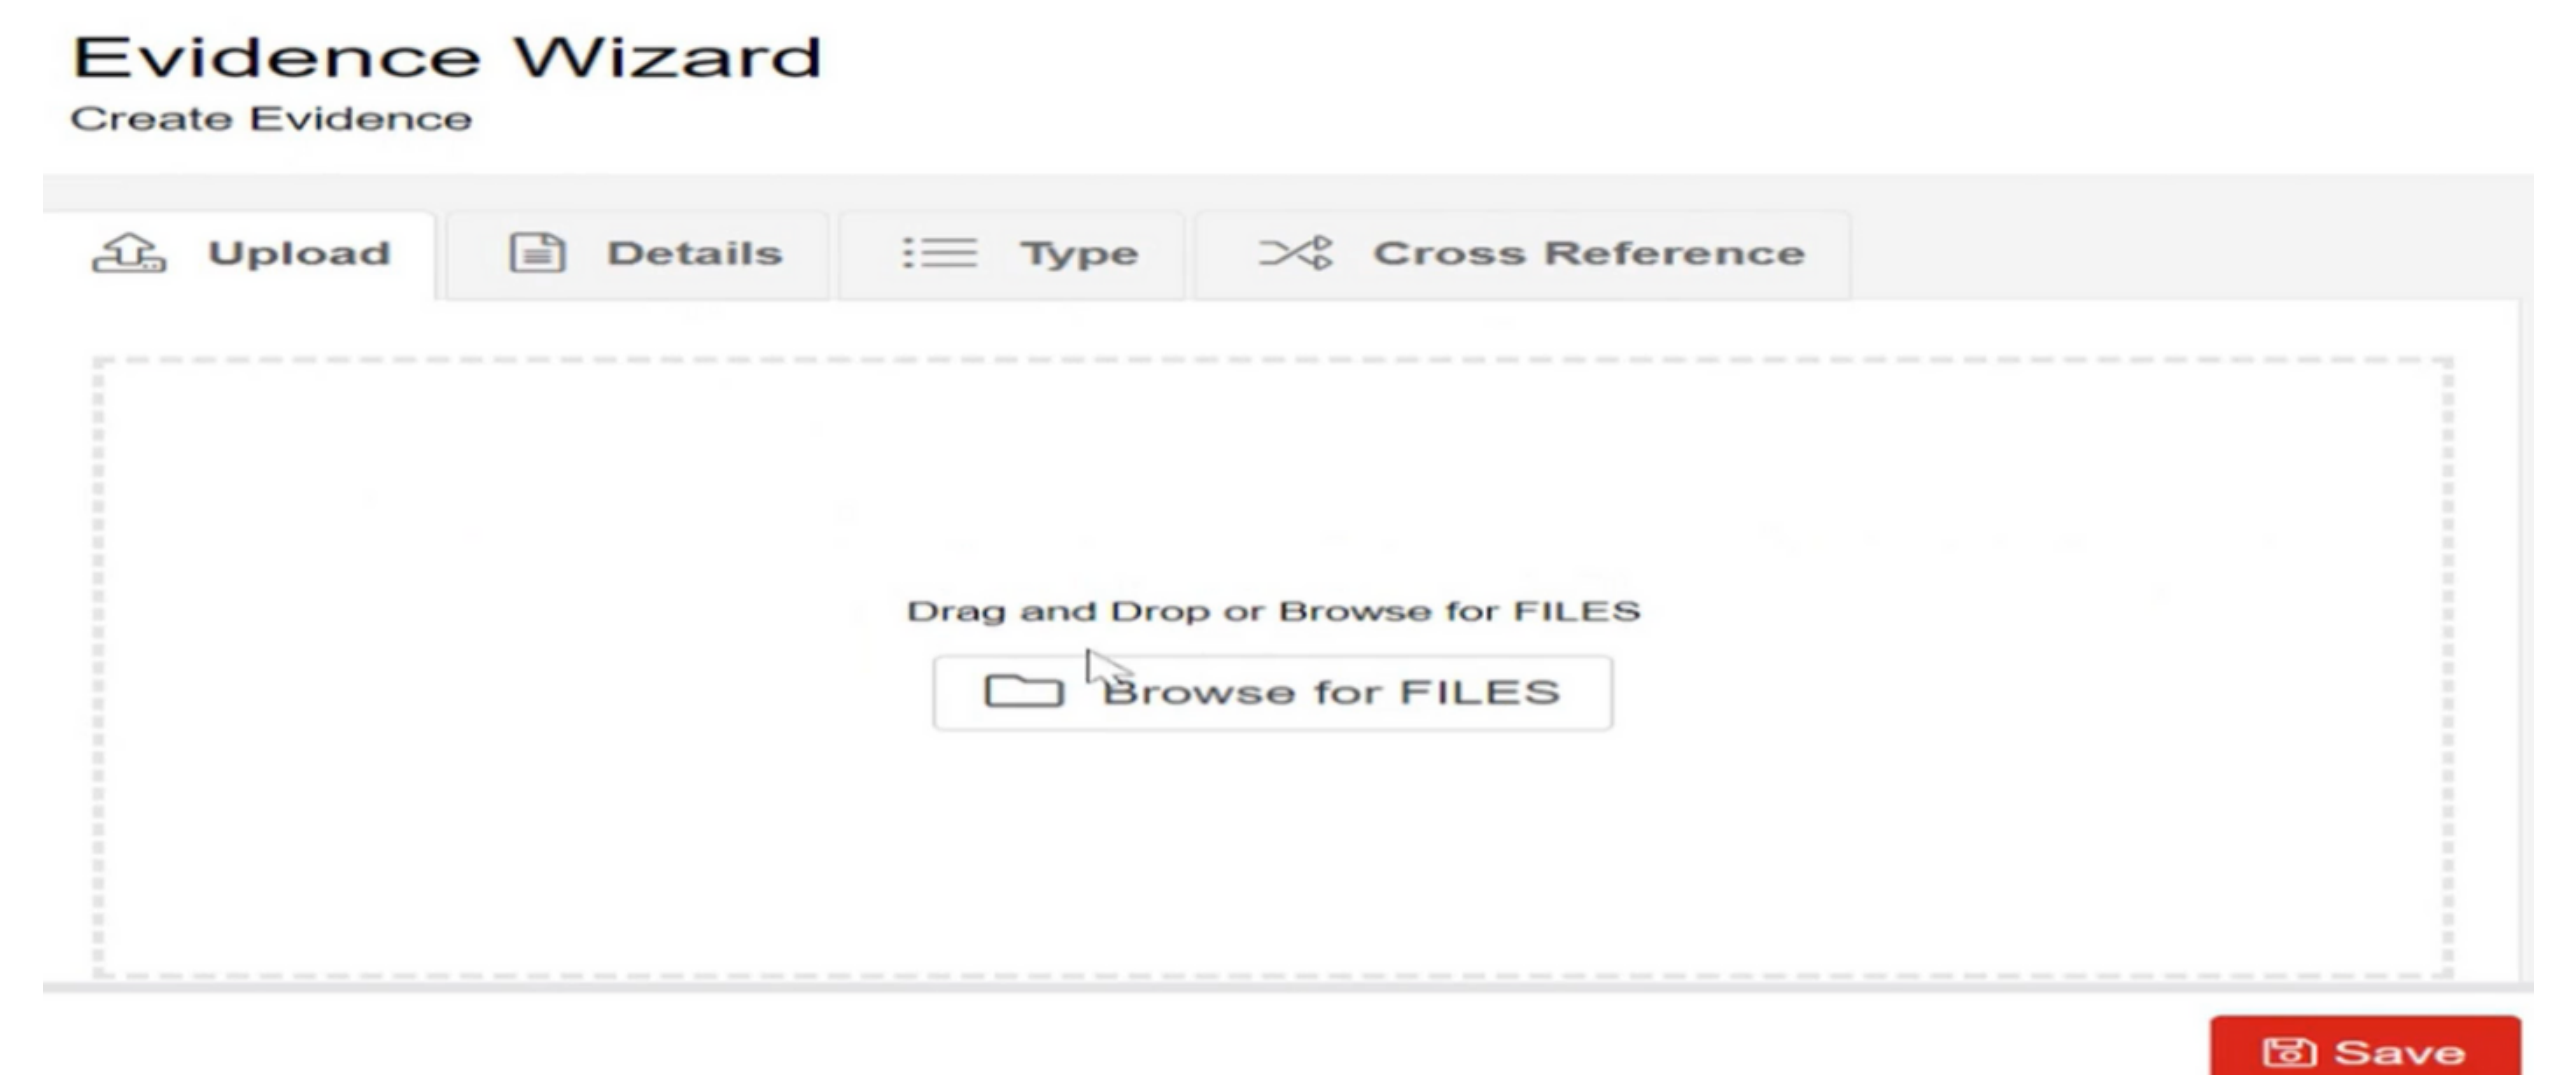 Evidence Wizard
Create Evidence
Upload Details Type Cross Reference
Drag and Drop or Browse for FILES
Browse for FILES
Save